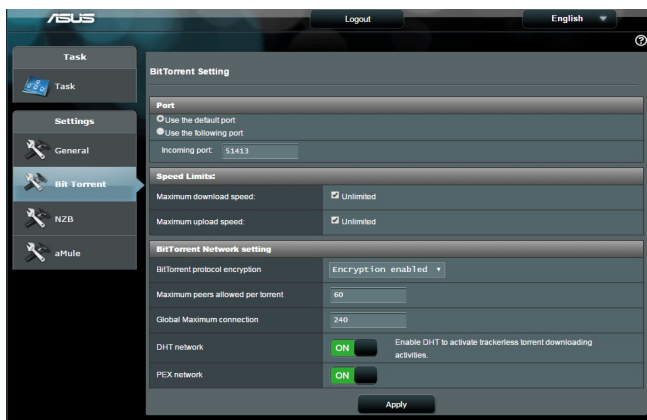 ASUS
Logout
English
?
Task
Task
Settings
General
Bit Torrent
NZB
aMule
BitTorrent Setting
Port
Use the default port
Use the following port
Incoming port: 51413
Speed Limits:
Maximum download speed: Unlimited
Maximum upload speed: Unlimited
BitTorrent Network setting
BitTorrent protocol encryption Encryption enabled
Maximum peers allowed per torrent 60
Global Maximum connection 240
DHT network ON Enable DHT to activate trackerless torrent downloading
activities.
PEX network ON
Apply